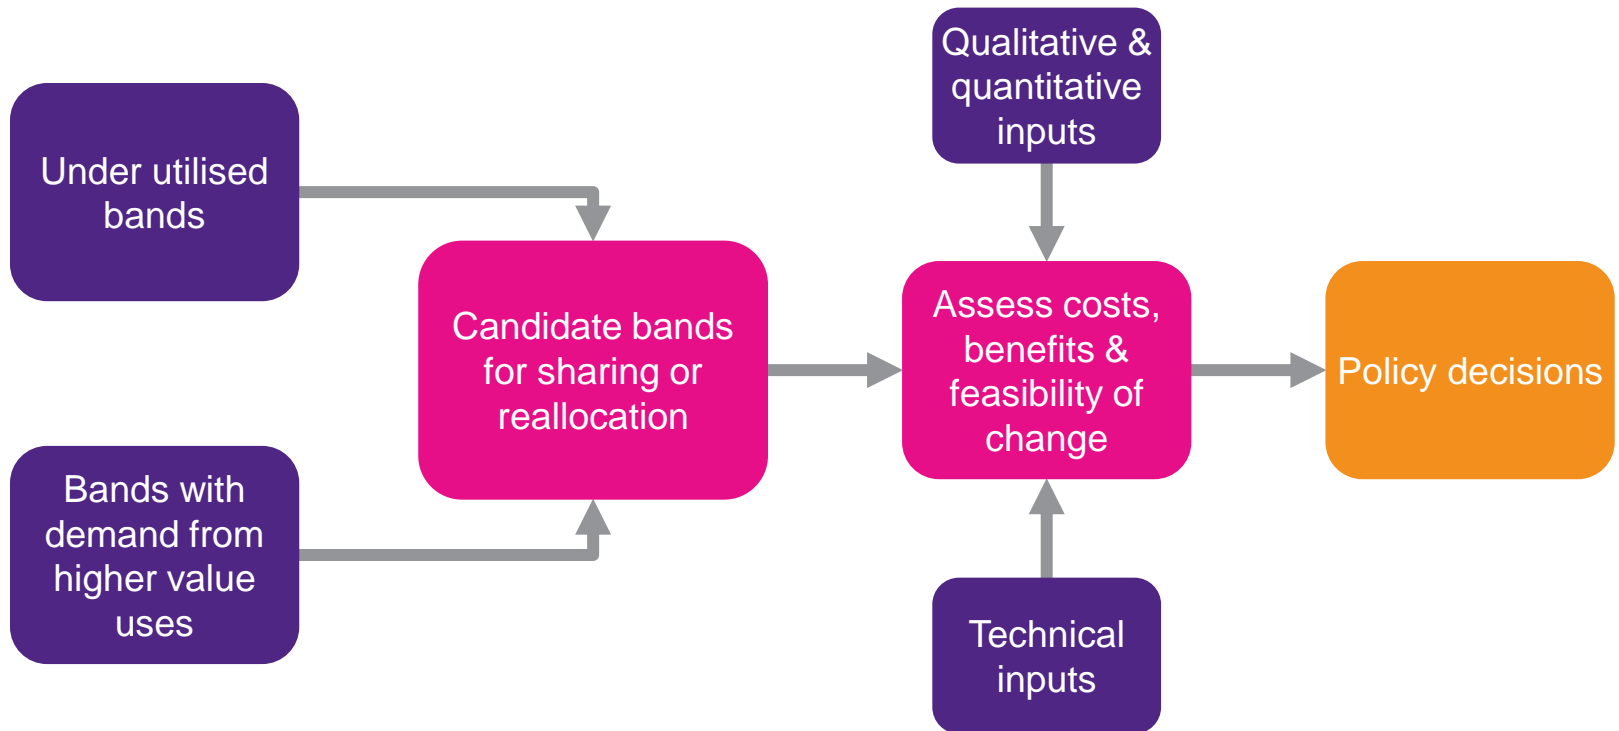 Under utilised
bands
Bands with
demand from
higher value
uses
Candidate bands
for sharing or
reallocation
Qualitative &
quantitative
inputs
Assess costs,
benefits &
feasibility of
change
Technical
inputs
Policy decisions